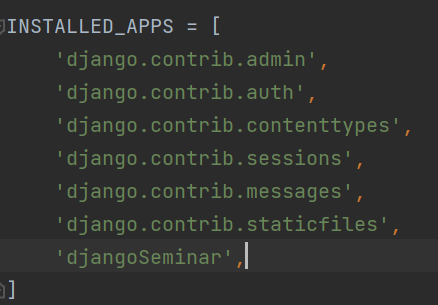 INSTALLED_APPS = [
    'django.contrib.admin',
    'django.contrib.auth',
    'django.contrib.contenttypes',
    'django.contrib.sessions',
    'django.contrib.messages',
    'django.contrib.staticfiles',
    'djangoSeminar',
]